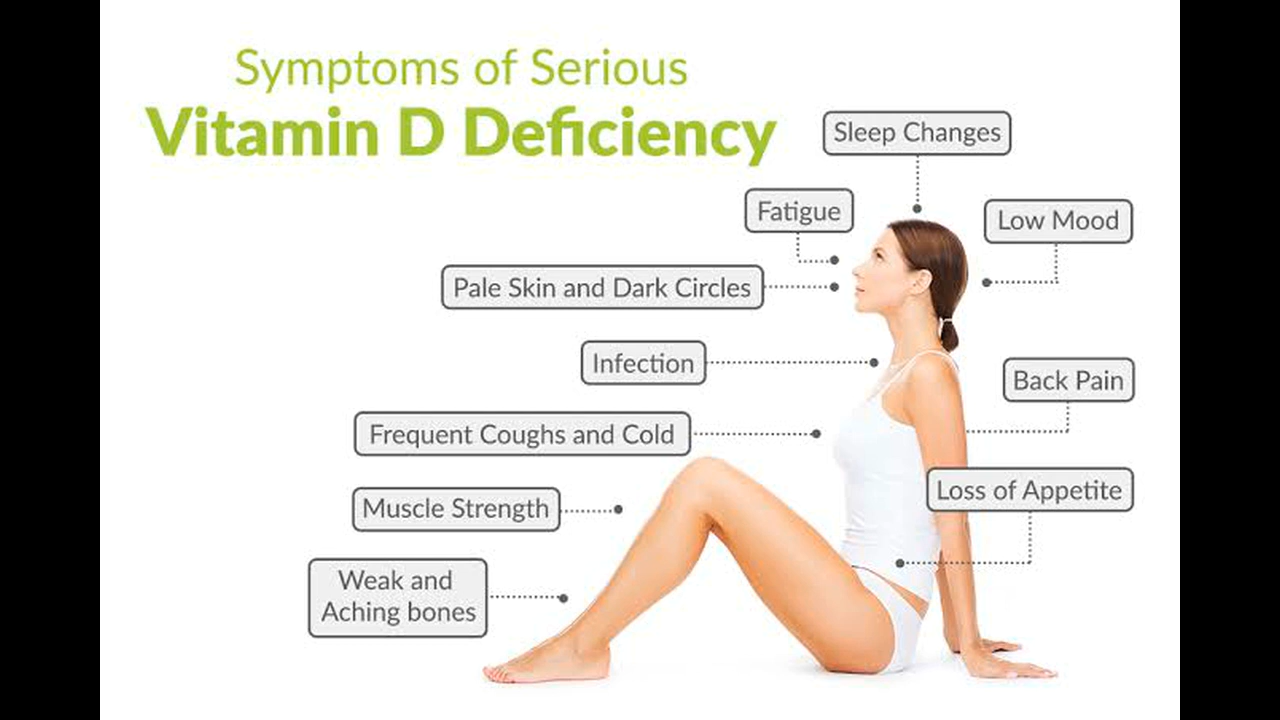 Symptoms of Serious
Vitamin D Deficiency
Sleep Changes
Fatigue
Low Mood
Pale Skin and Dark Circles
Infection
Back Pain
Frequent Coughs and Cold
Loss of Appetite
Muscle Strength
Weak and
Aching bones